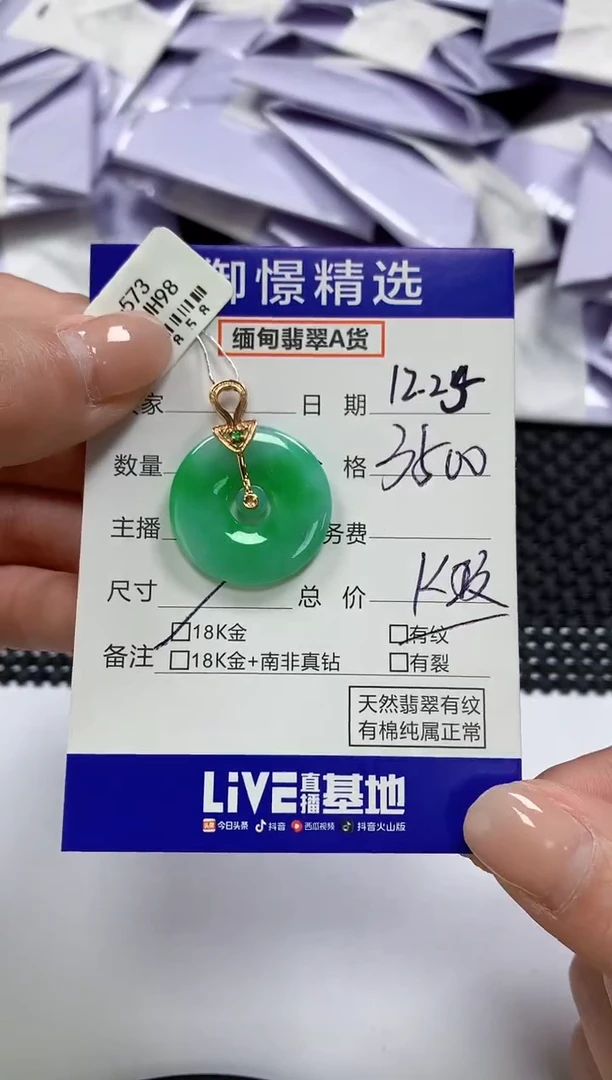 573
H98
858
御憬精选
缅甸翡翠A货
家 日期 12.25
数量 格 3500
主播 务费
尺寸 总价 K
备注 □18K金 □有纹
□18K金+南非真钻 □有裂
天然翡翠有纹
有棉纯属正常
LiVE直播基地
头条 今日头条 抖音 西瓜视频 抖音火山版